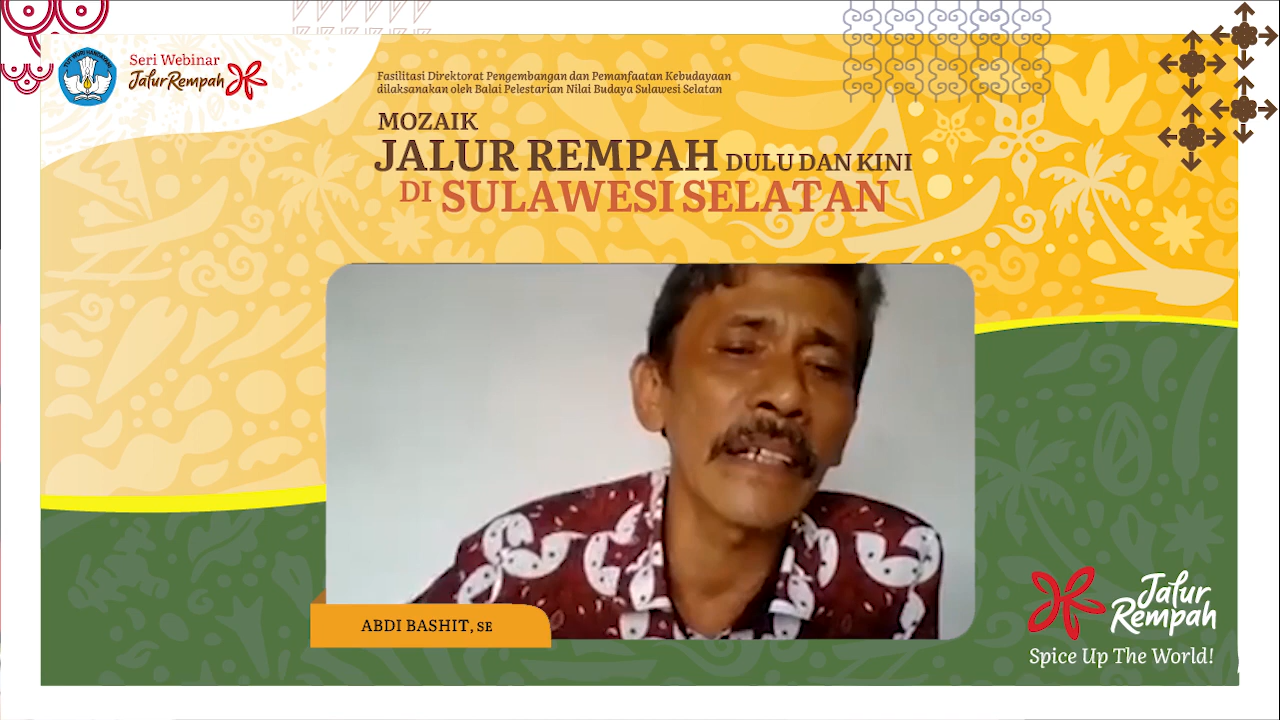 Seri Webinar
Jalur Rempah
Fasilitasi Direktorat Pengembangan dan Pemanfaatan Kebudayaan
dilaksanakan oleh Balai Pelestarian Nilai Budaya Sulawesi Selatan
MOZAIK
JALUR REMPAH DULU DAN KINI
DI SULAWESI SELATAN
ABDI BASHIT, SE
Jalur
Rempah
Spice Up The World!